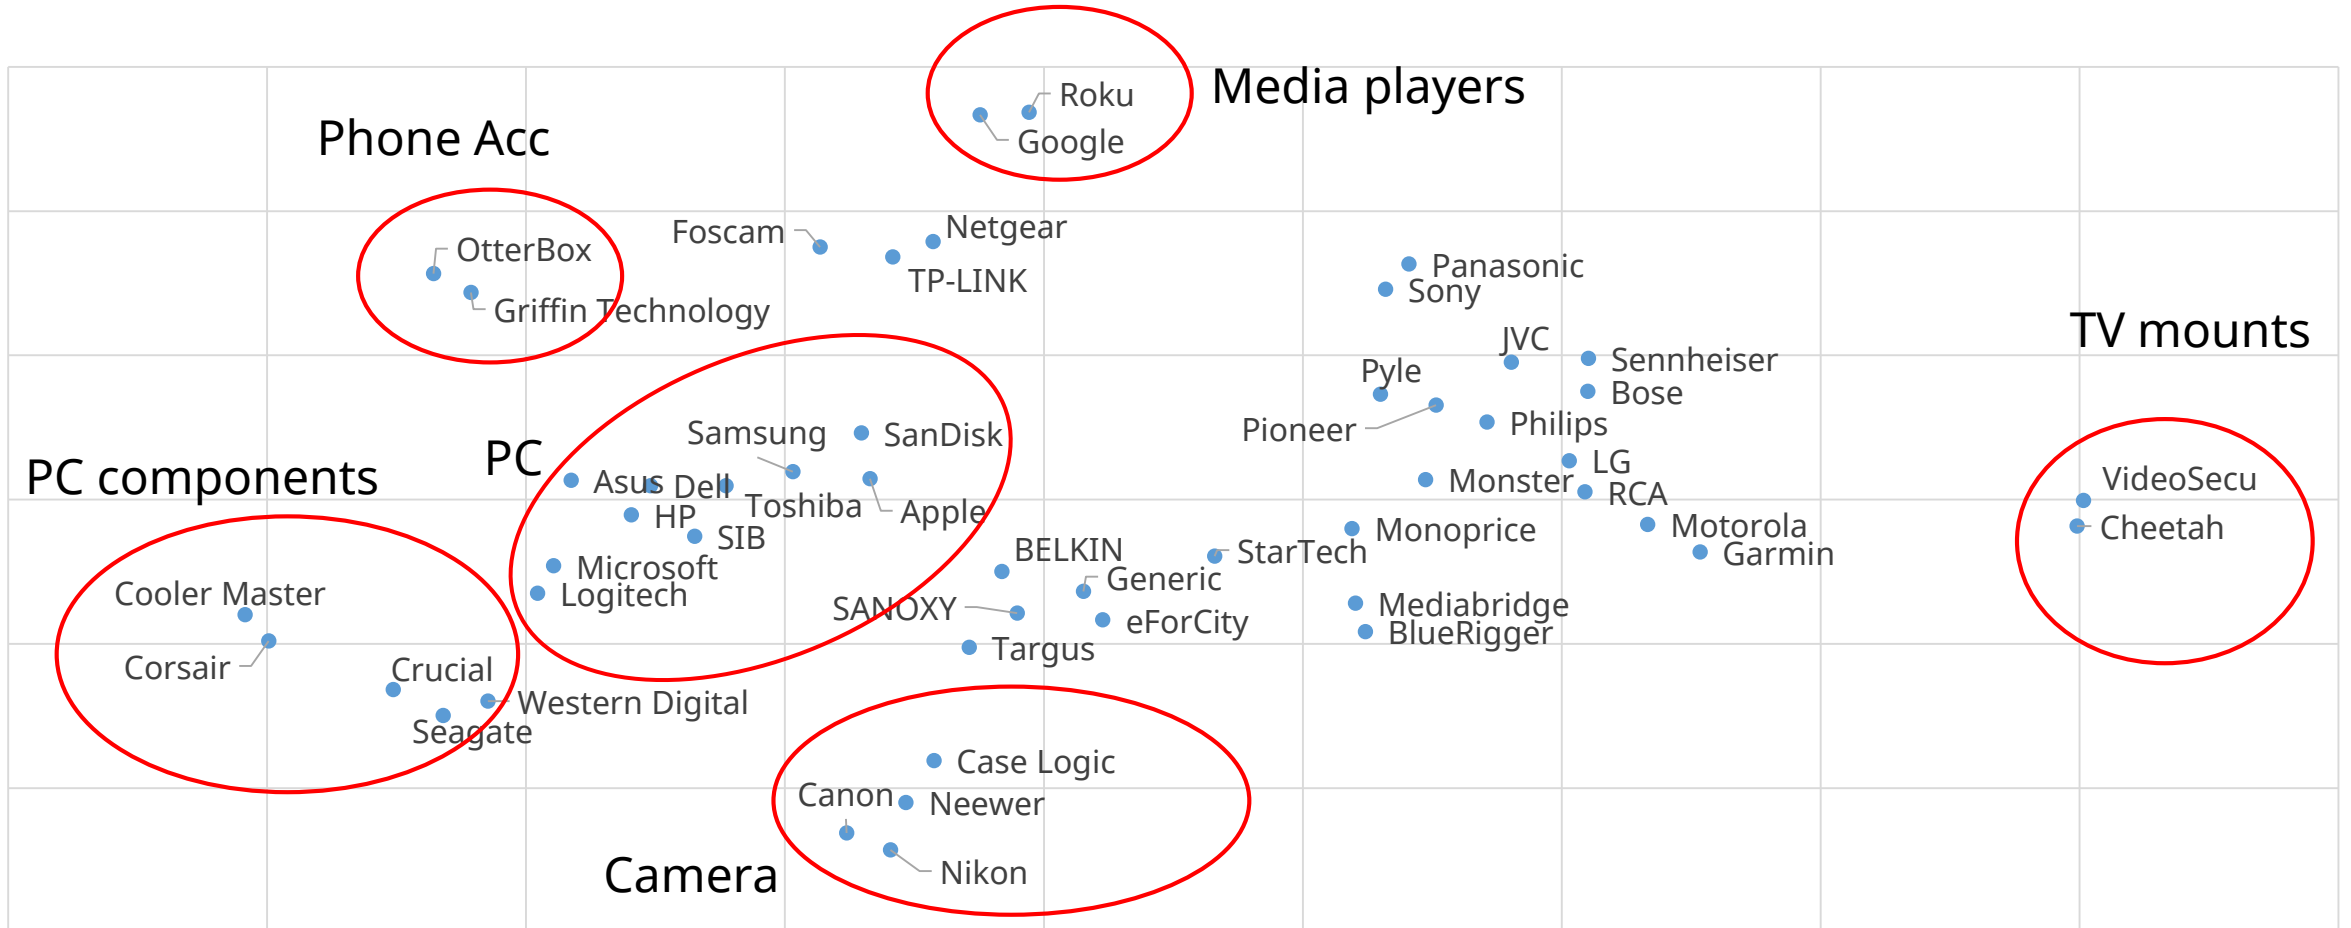 Roku
Media players
Google
Phone Acc
Foscam
Netgear
OtterBox
TP-LINK
Panasonic
Sony
Griffin Technology
TV mounts
JVC
Sennheiser
Pyle
Bose
Pioneer
Philips
Samsung
SanDisk
PC
LG
PC components
Asus
Dell
Monster
VideoSecu
RCA
Toshiba
Apple
HP
SIB
Monoprice
Motorola
Cheetah
BELKIN
StarTech
Garmin
Microsoft
Generic
Cooler Master
Logitech
SANOXY
eForCity
Mediabridge
BlueRigger
Targus
Corsair
Crucial
Western Digital
Seagate
Case Logic
Canon
Neewer
Camera
Nikon